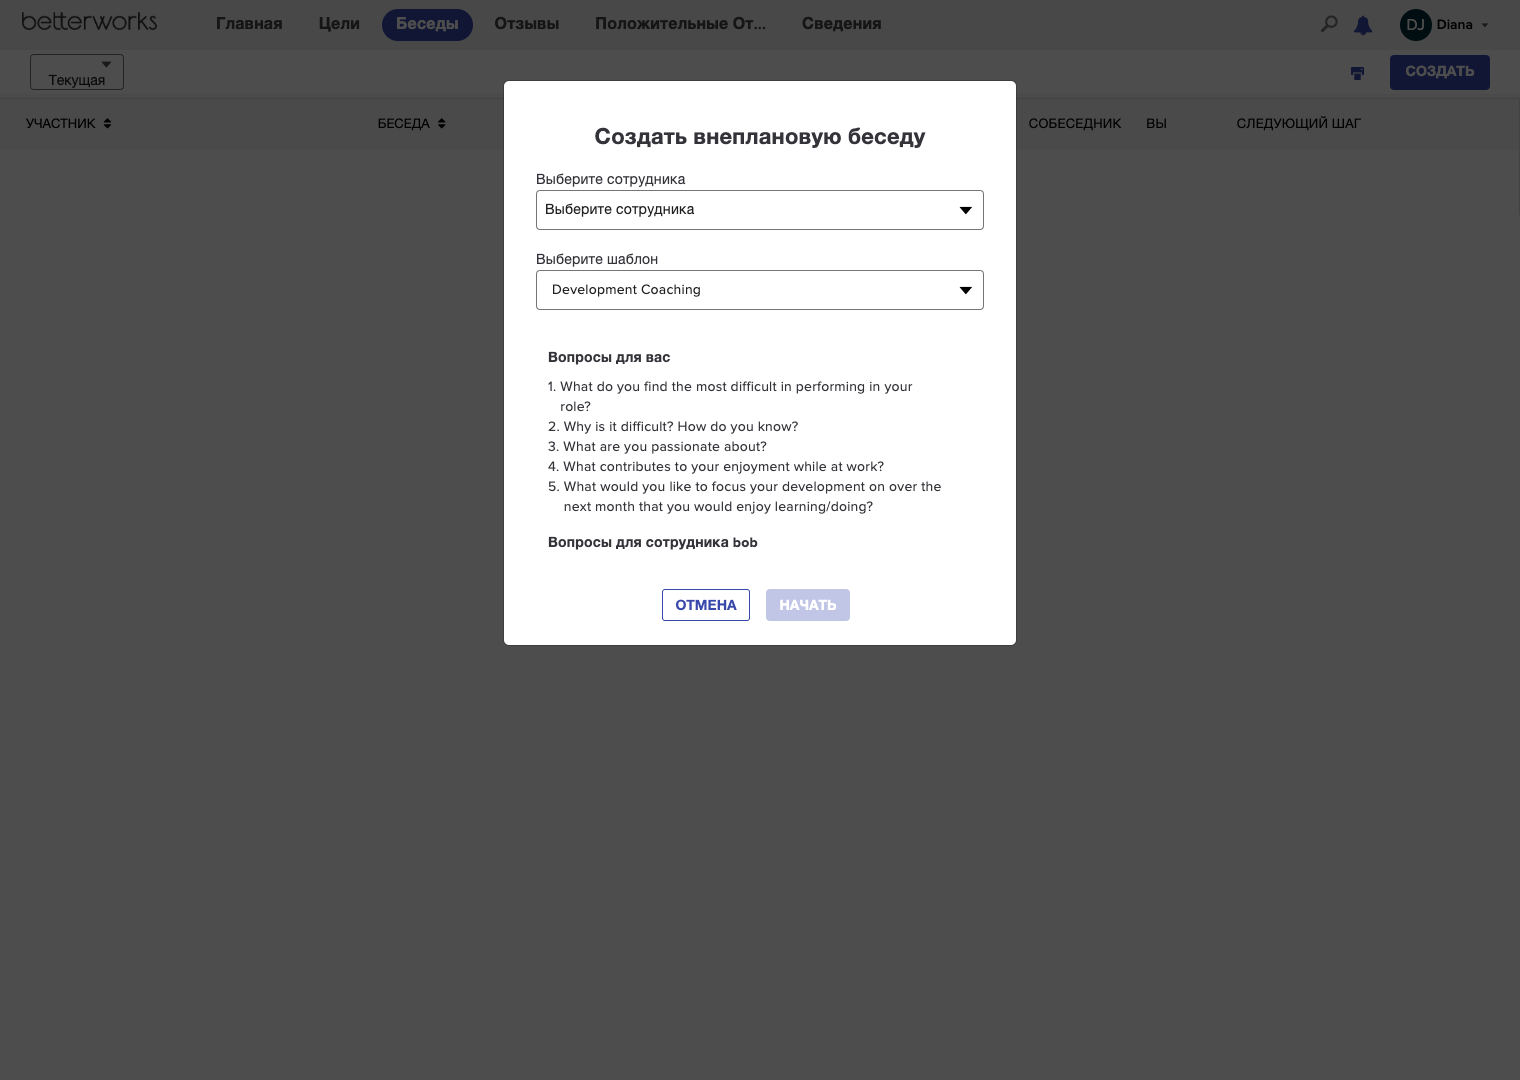 betterworks
Главная
Цели
Беседы
Отзывы
Положительные От...
Сведения
DJ
Diana
Текущая
СОЗДАТЬ
УЧАСТНИК
БЕСЕДА
СОБЕСЕДНИК
ВЫ
СЛЕДУЮЩИЙ ШАГ
Создать внеплановую беседу
Выберите сотрудника
Выберите сотрудника
Выберите шаблон
Development Coaching
Вопросы для вас
1. What do you find the most difficult in performing in your
role?
2. Why is it difficult? How do you know?
3. What are you passionate about?
4. What contributes to your enjoyment while at work?
5. What would you like to focus your development on over the
next month that you would enjoy learning/doing?
Вопросы для сотрудника bob
ОТМЕНА
НАЧАТЬ